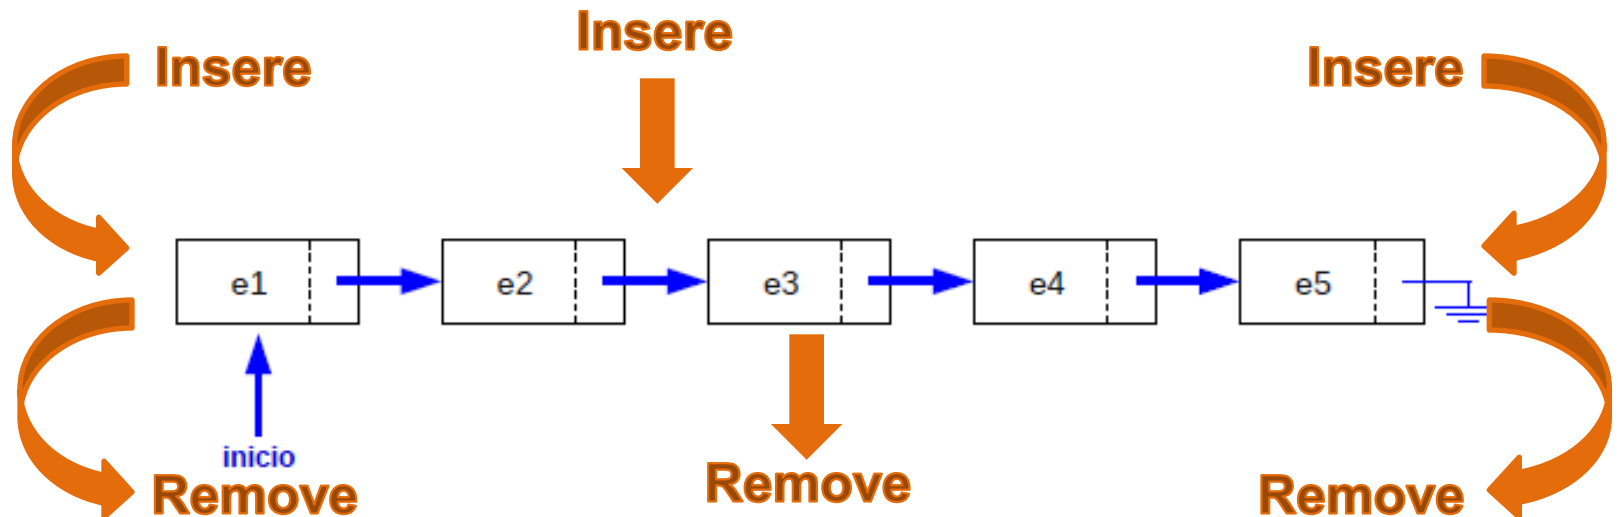 Insere
Insere
Insere
e1
e2
e3
e4
e5
inicio
Remove
Remove
Remove